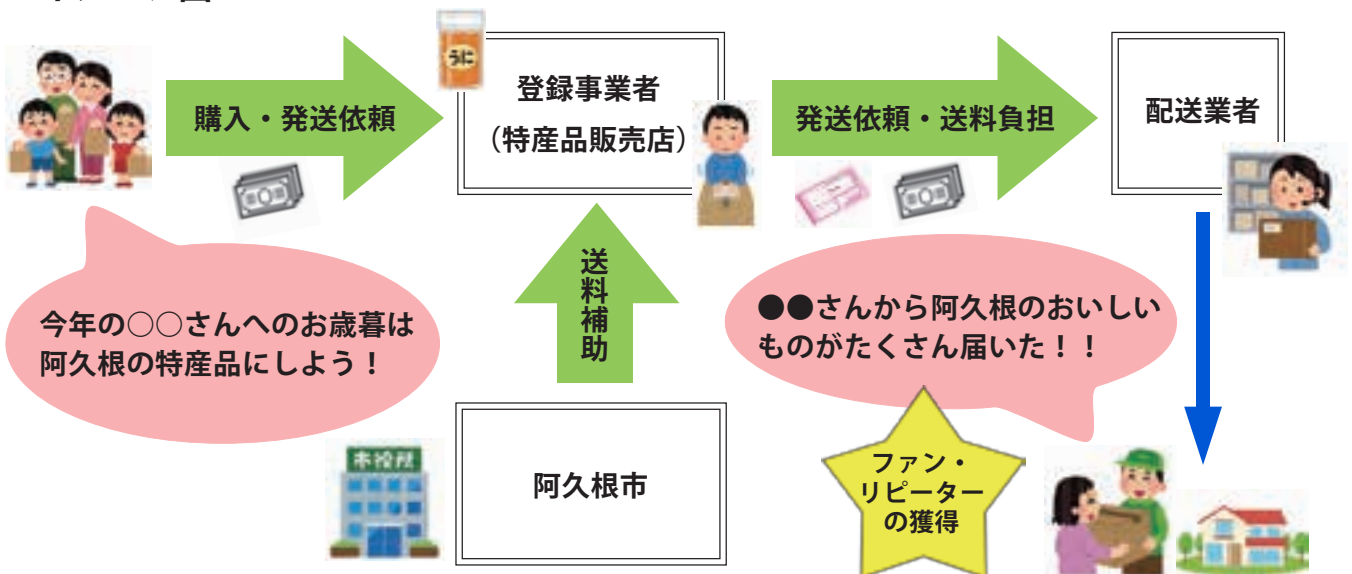 購入・発送依頼
うに
登録事業者
（特産品販売店）
発送依頼・送料負担
配送業者
今年の○○さんへのお歳暮は
阿久根の特産品にしよう！
送料補助
●●さんから阿久根のおいしい
ものがたくさん届いた！！
市役所
阿久根市
ファン・
リピーター
の獲得